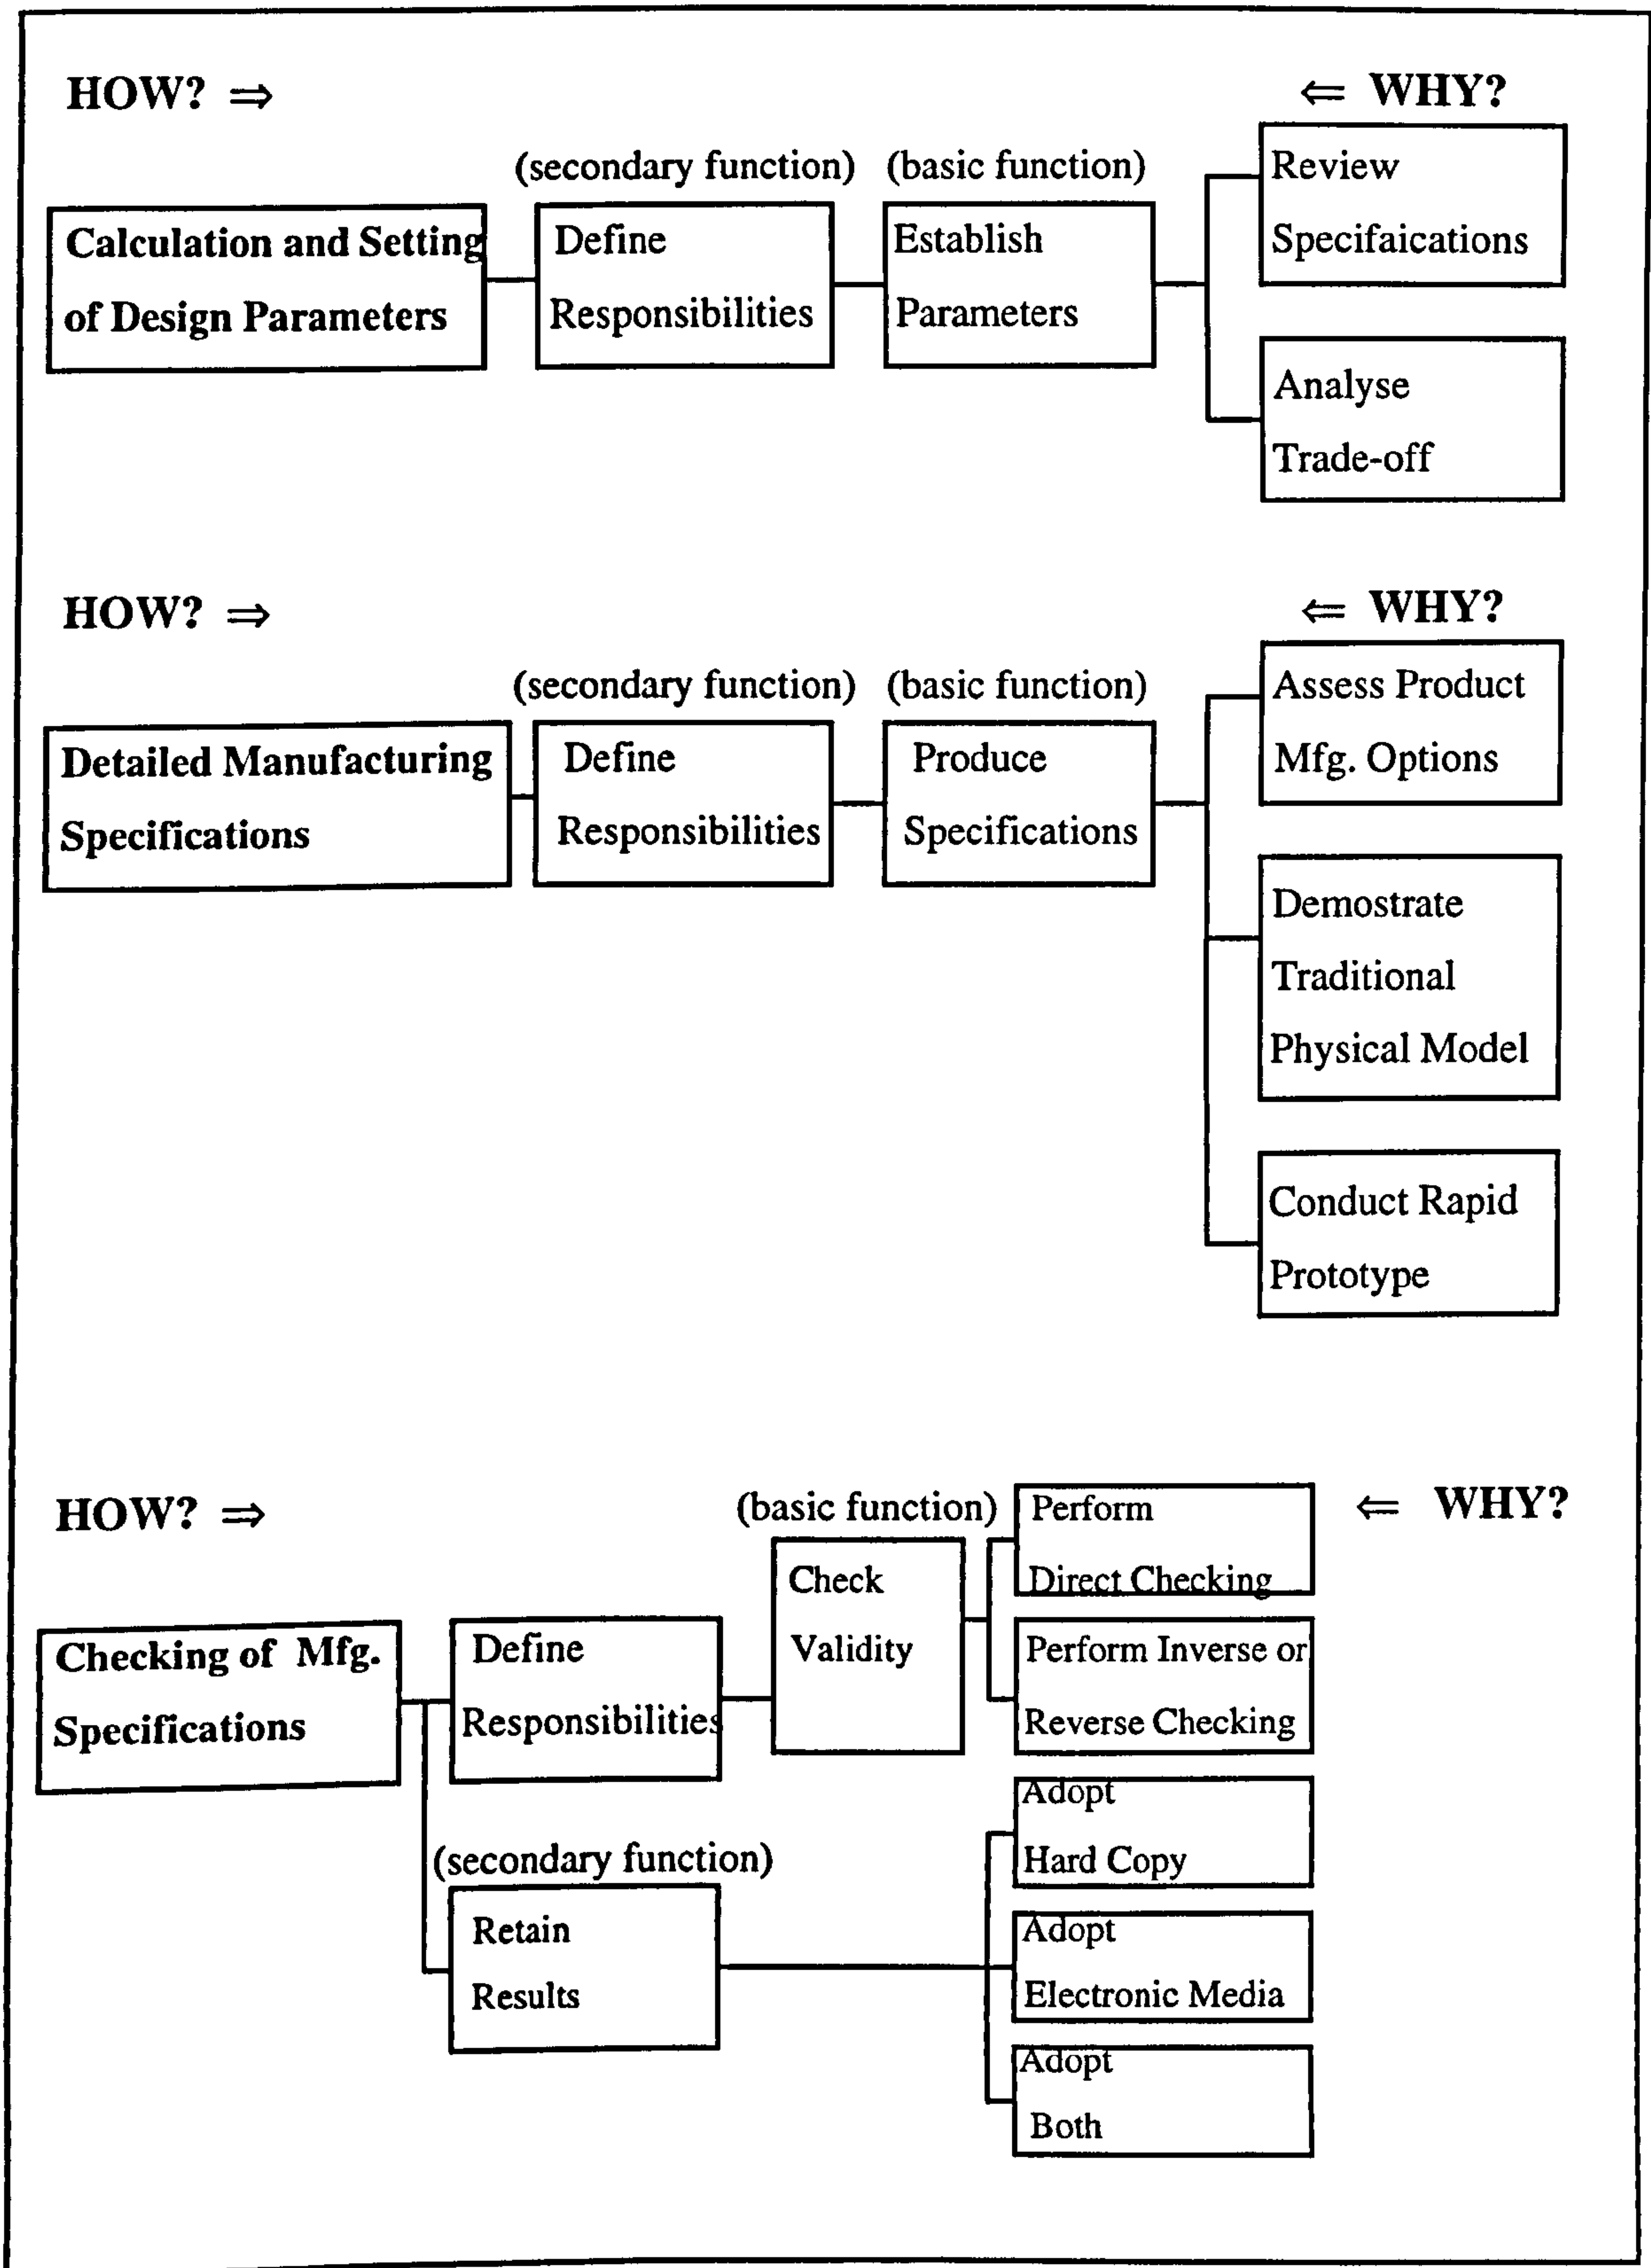 HOW? ⇒
⇐ WHY?
(secondary function)
(basic function)
Calculation and Setting
of Design Parameters
Define
Responsibilities
Establish
Parameters
Review
Specifaications
Analyse
Trade-off
HOW? ⇒
⇐ WHY?
(secondary function)
(basic function)
Detailed Manufacturing
Specifications
Define
Responsibilities
Produce
Specifications
Assess Product
Mfg. Options
Demostrate
Traditional
Physical Model
Conduct Rapid
Prototype
HOW? ⇒
⇐ WHY?
(basic function)
Checking of Mfg.
Specifications
Define
Responsibilities
Check
Validity
Perform
Direct Checking
Perform Inverse or
Reverse Checking
(secondary function)
Retain
Results
Adopt
Hard Copy
Adopt
Electronic Media
Adopt
Both